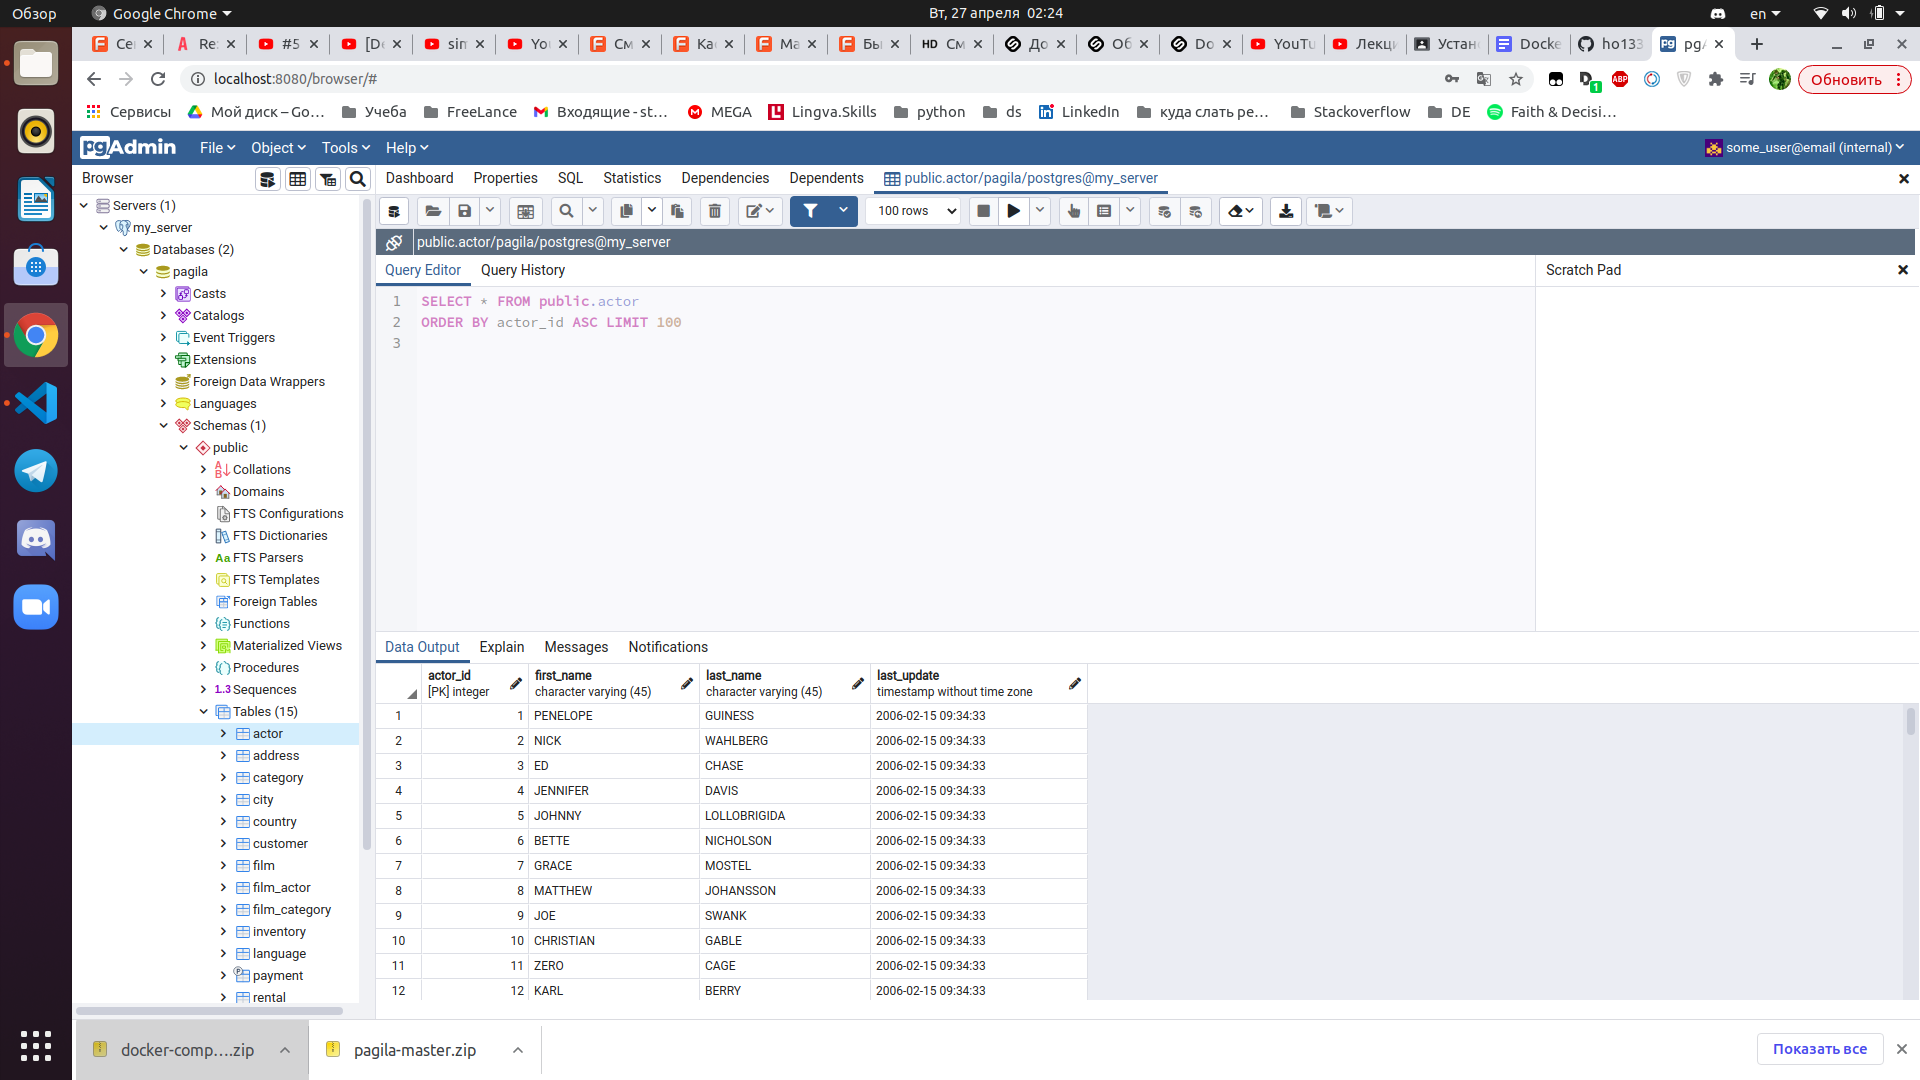 Обзор
Google Chrome
Вт, 27 апреля 02:24
en
Се
Re:
#5
[De
sim
You
См
Ка
Ма
Бы
HD См
До
Об
Do
YouTu
Лекци
Устан
Docke
ho133
pgA
localhost:8080/browser/#
ABP
1
Обновить
Сервисы
Мой диск – Go...
Учеба
FreeLance
Входящие - st...
MEGA
Lingva.Skills
python
ds
LinkedIn
куда слать ре...
Stackoverflow
DE
Faith & Decisi...
pgAdmin
File
Object
Tools
Help
some_user@email (internal)
Browser
Dashboard
Properties
SQL
Statistics
Dependencies
Dependents
public.actor/pagila/postgres@my_server
100 rows
public.actor/pagila/postgres@my_server
Query Editor
Query History
Scratch Pad
1 SELECT * FROM public.actor
2 ORDER BY actor_id ASC LIMIT 100
3
Servers (1)
my_server
Databases (2)
pagila
Casts
Catalogs
Event Triggers
Extensions
Foreign Data Wrappers
Languages
Schemas (1)
public
Collations
Domains
FTS Configurations
FTS Dictionaries
Aa FTS Parsers
FTS Templates
Foreign Tables
Functions
Materialized Views
Procedures
1..3 Sequences
Tables (15)
actor
address
category
city
country
customer
film
film_actor
film_category
inventory
language
payment
rental
Data Output
Explain
Messages
Notifications
actor_id first_name last_name last_update
[PK] integer character varying (45) character varying (45) timestamp without time zone
1 1 PENELOPE GUINESS 2006-02-15 09:34:33
2 2 NICK WAHLBERG 2006-02-15 09:34:33
3 3 ED CHASE 2006-02-15 09:34:33
4 4 JENNIFER DAVIS 2006-02-15 09:34:33
5 5 JOHNNY LOLLOBRIGIDA 2006-02-15 09:34:33
6 6 BETTE NICHOLSON 2006-02-15 09:34:33
7 7 GRACE MOSTEL 2006-02-15 09:34:33
8 8 MATTHEW JOHANSSON 2006-02-15 09:34:33
9 9 JOE SWANK 2006-02-15 09:34:33
10 10 CHRISTIAN GABLE 2006-02-15 09:34:33
11 11 ZERO CAGE 2006-02-15 09:34:33
12 12 KARL BERRY 2006-02-15 09:34:33
docker-comp....zip
pagila-master.zip
Показать все